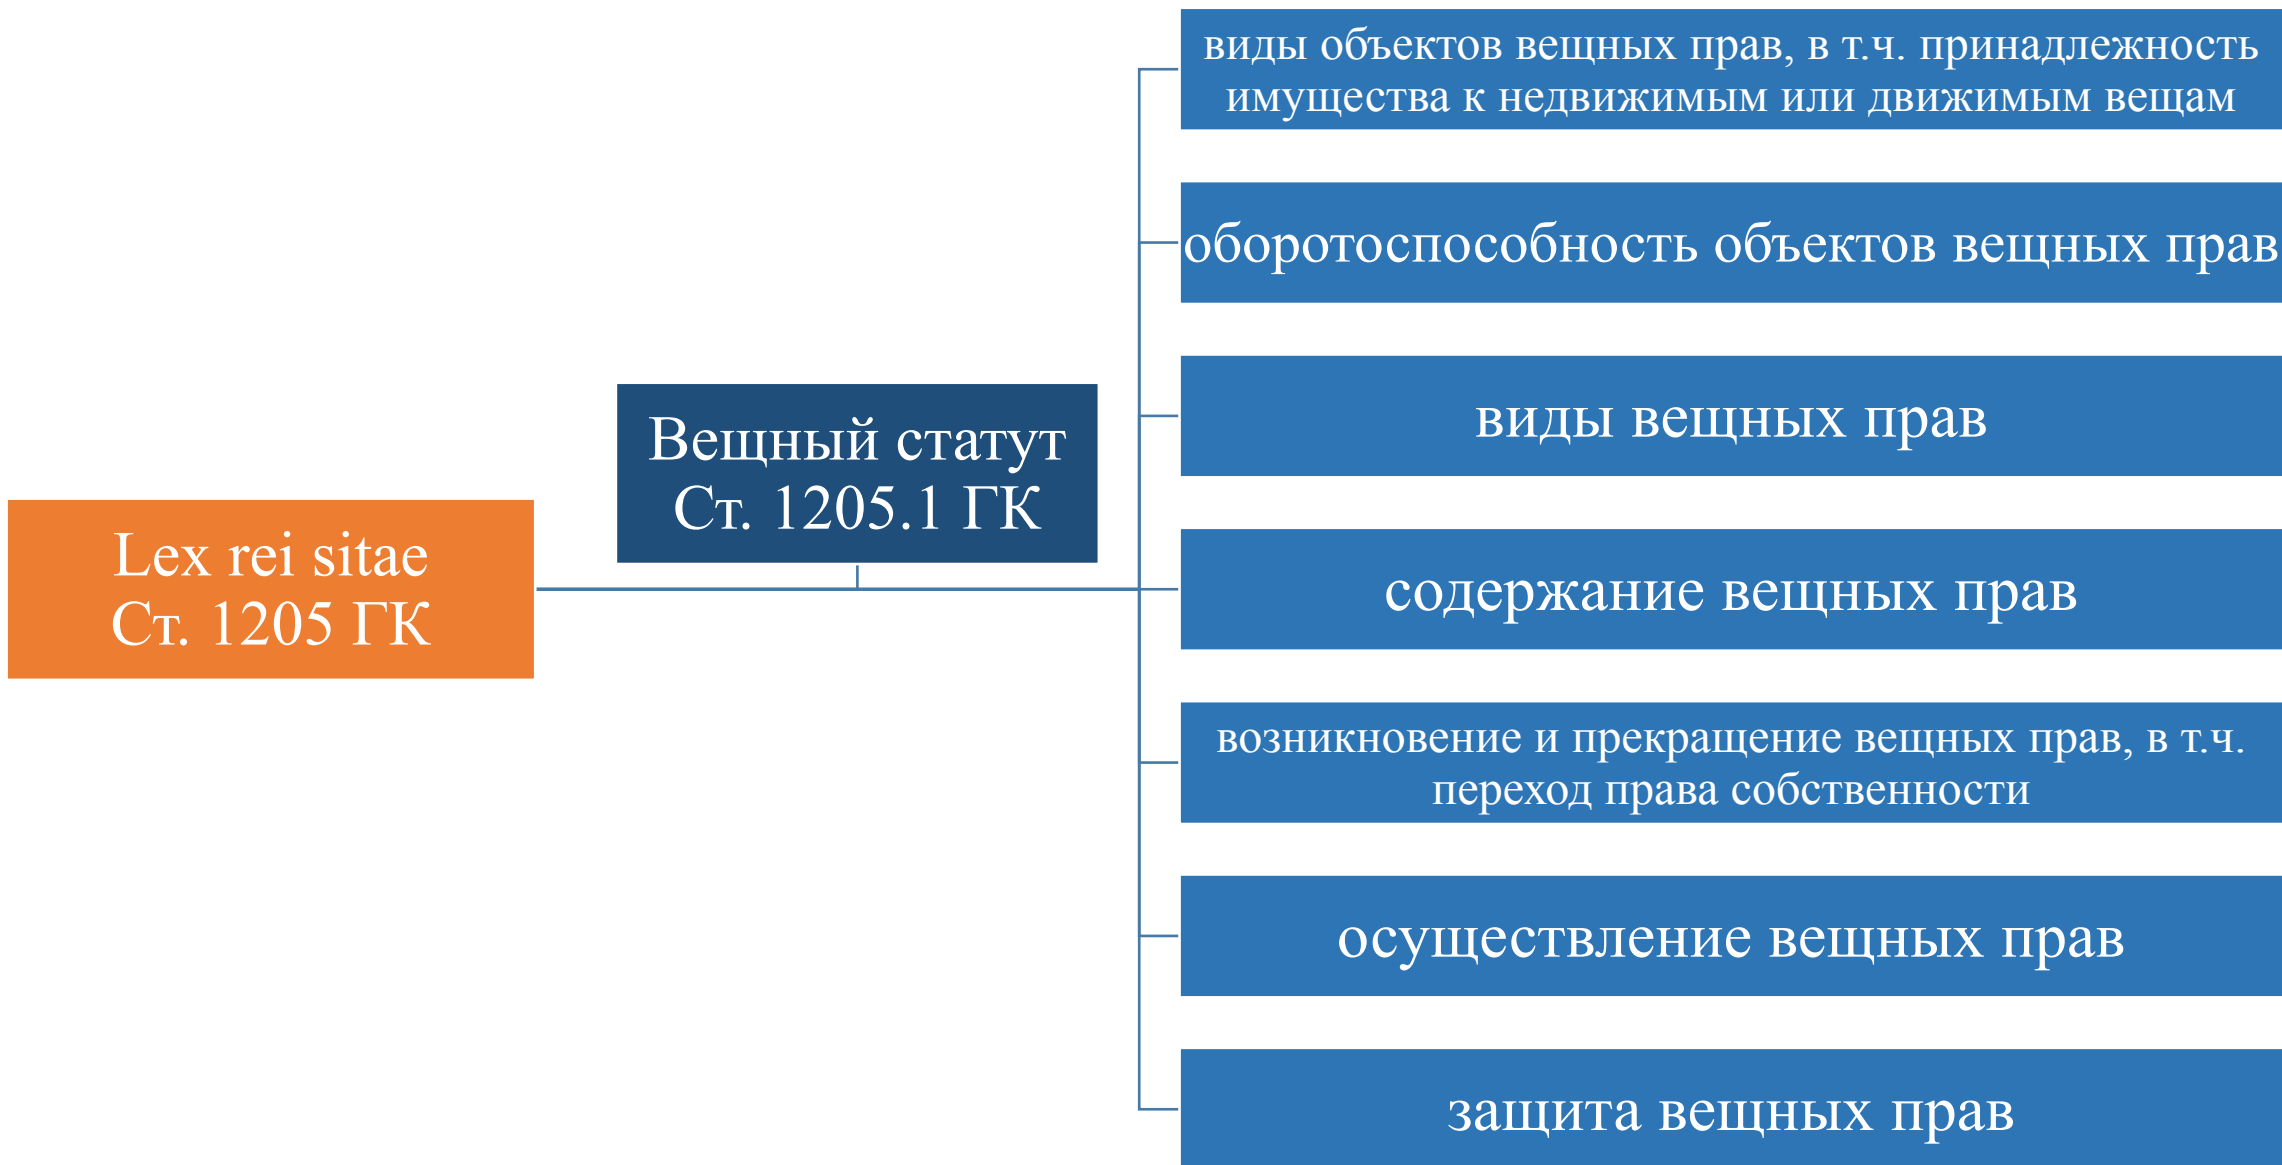 Lex rei sitae
Ст. 1205 ГК
Вещный статут
Ст. 1205.1 ГК
виды объектов вещных прав, в т.ч. принадлежность
имущества к недвижимым или движимым вещам
оборотоспособность объектов вещных прав
виды вещных прав
содержание вещных прав
возникновение и прекращение вещных прав, в т.ч.
переход права собственности
осуществление вещных прав
защита вещных прав